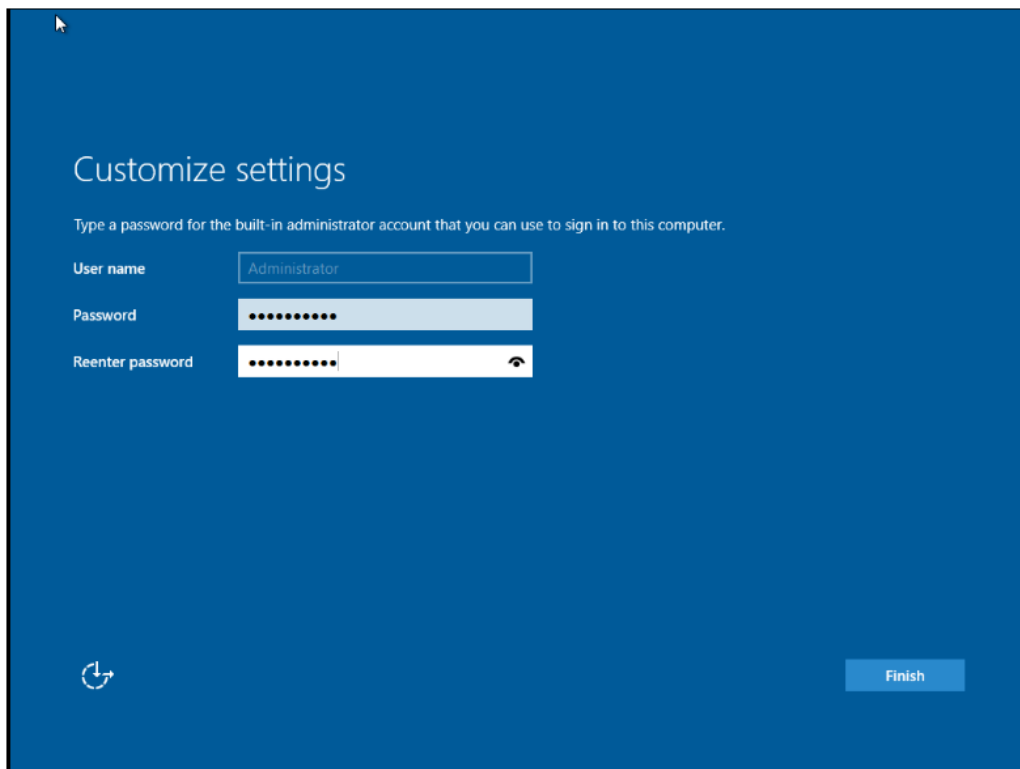 Customize settings
Type a password for the built-in administrator account that you can use to sign in to this computer.
User name Administrator
Password ••••••••••
Reenter password ••••••••••
Finish